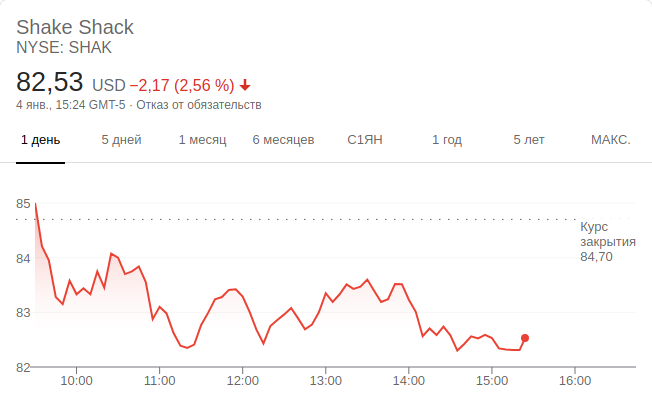 Shake Shack
NYSE: SHAK
82,53 USD −2,17 (2,56 %)
4 янв., 15:24 GMT-5 · Отказ от обязательств
1 день 5 дней 1 месяц 6 месяцев С1ЯН 1 год 5 лет МАКС.
85
Курс
закрытия
84,70
84
83
82
10:00 11:00 12:00 13:00 14:00 15:00 16:00